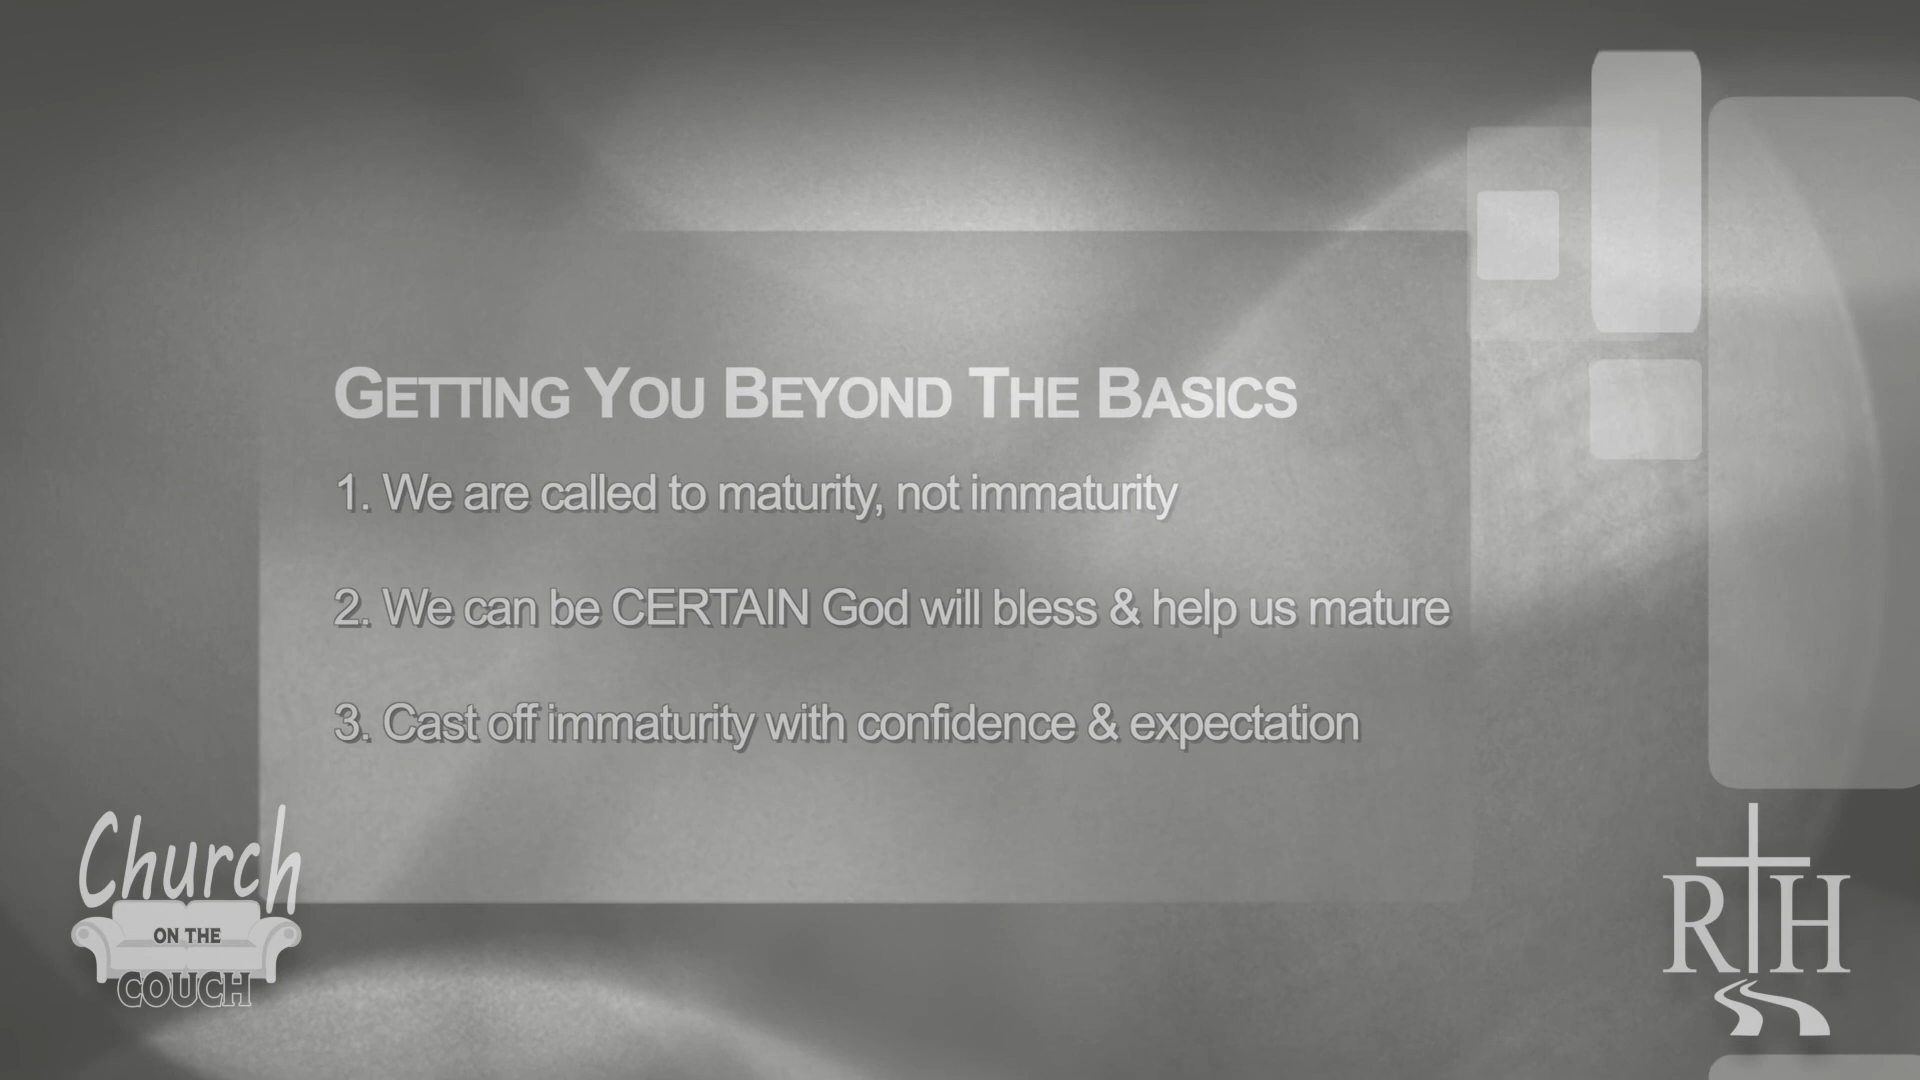 GETTING YOU BEYOND THE BASICS
1. We are called to maturity, not immaturity
2. We can be CERTAIN God will bless & help us mature
3. Cast off immaturity with confidence & expectation
Church
ON THE
COUCH
RTH